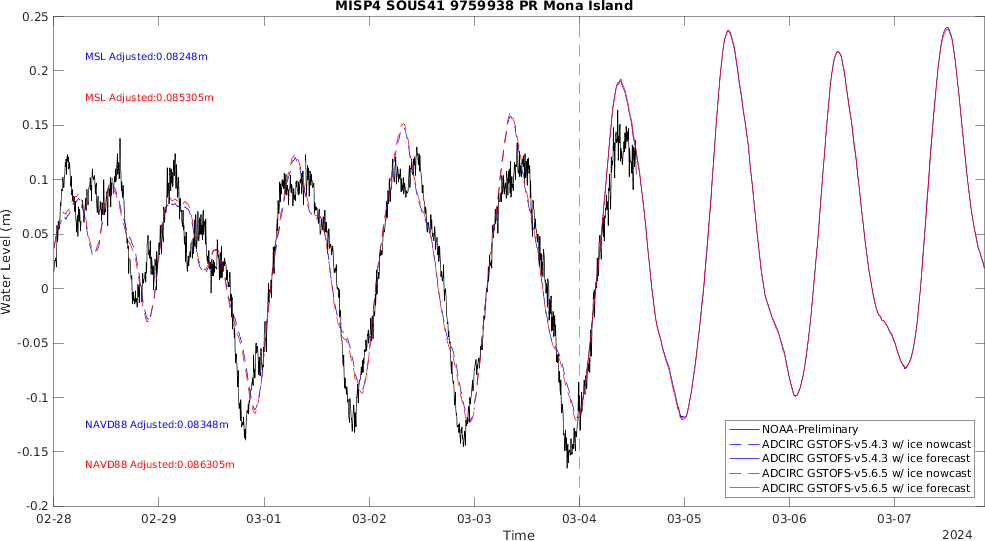 MISP4 SOUS41 9759938 PR Mona Island
0.25
0.2
0.15
0.1
0.05
0
-0.05
-0.1
-0.15
-0.2
Water Level (m)
MSL Adjusted:0.08248m
MSL Adjusted:0.085305m
NAVD88 Adjusted:0.08348m
NAVD88 Adjusted:0.086305m
NOAA-Preliminary
ADCIRC GSTOFS-v5.4.3 w/ ice nowcast
ADCIRC GSTOFS-v5.4.3 w/ ice forecast
ADCIRC GSTOFS-v5.6.5 w/ ice nowcast
ADCIRC GSTOFS-v5.6.5 w/ ice forecast
02-28 02-29 03-01 03-02 03-03 03-04 03-05 03-06 03-07
Time
2024